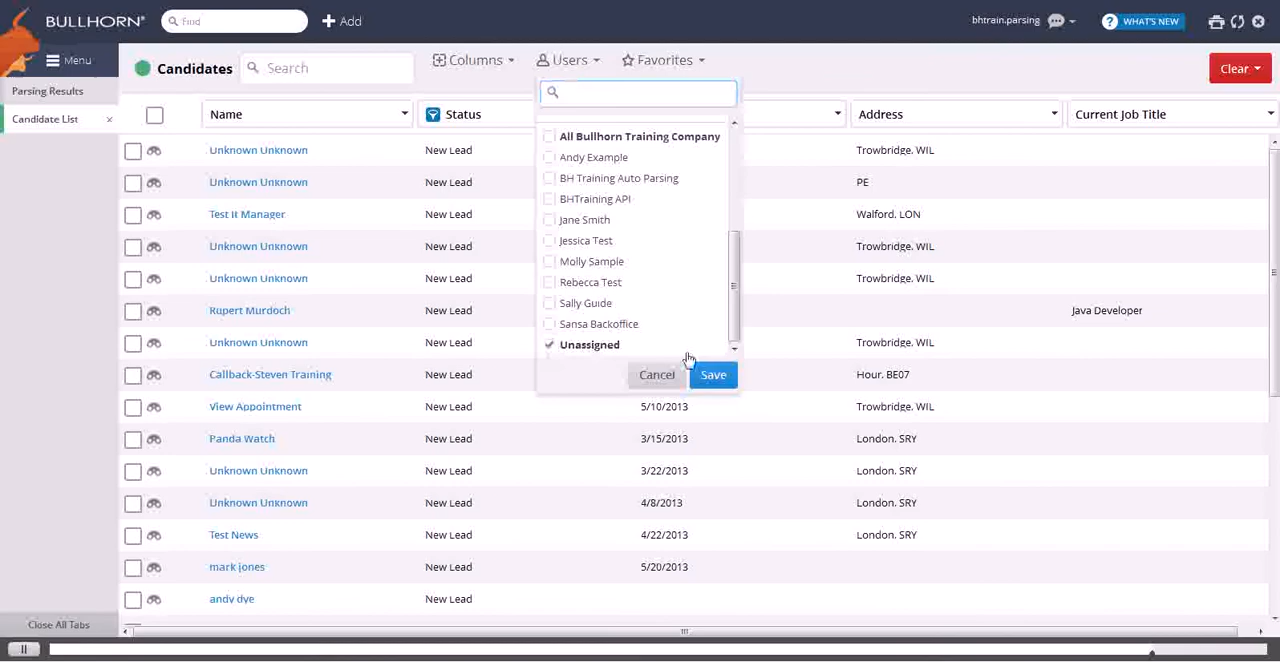 BULLHORN®
Find
Add
bhtrain.parsing
? WHAT'S NEW
Menu
Candidates
Search
Columns
Users
Favorites
Clear
Parsing Results
Candidate List x
Name
Status
Address
Current Job Title
All Bullhorn Training Company
Andy Example
BH Training Auto Parsing
BHTraining API
Jane Smith
Jessica Test
Molly Sample
Rebecca Test
Sally Guide
Sansa Backoffice
Unassigned
Cancel
Save
Unknown Unknown New Lead Trowbridge, WIL
Unknown Unknown New Lead PE
Test It Manager New Lead Walford, LON
Unknown Unknown New Lead Trowbridge, WIL
Unknown Unknown New Lead Trowbridge, WIL
Rupert Murdoch New Lead Java Developer
Unknown Unknown New Lead Trowbridge, WIL
Callback-Steven Training New Lead Hour, BE07
View Appointment New Lead 5/10/2013 Trowbridge, WIL
Panda Watch New Lead 3/15/2013 London, SRY
Unknown Unknown New Lead 3/22/2013 London, SRY
Unknown Unknown New Lead 4/8/2013 London, SRY
Test News New Lead 4/22/2013 London, SRY
mark jones New Lead 5/20/2013
andy dye New Lead
Close All Tabs